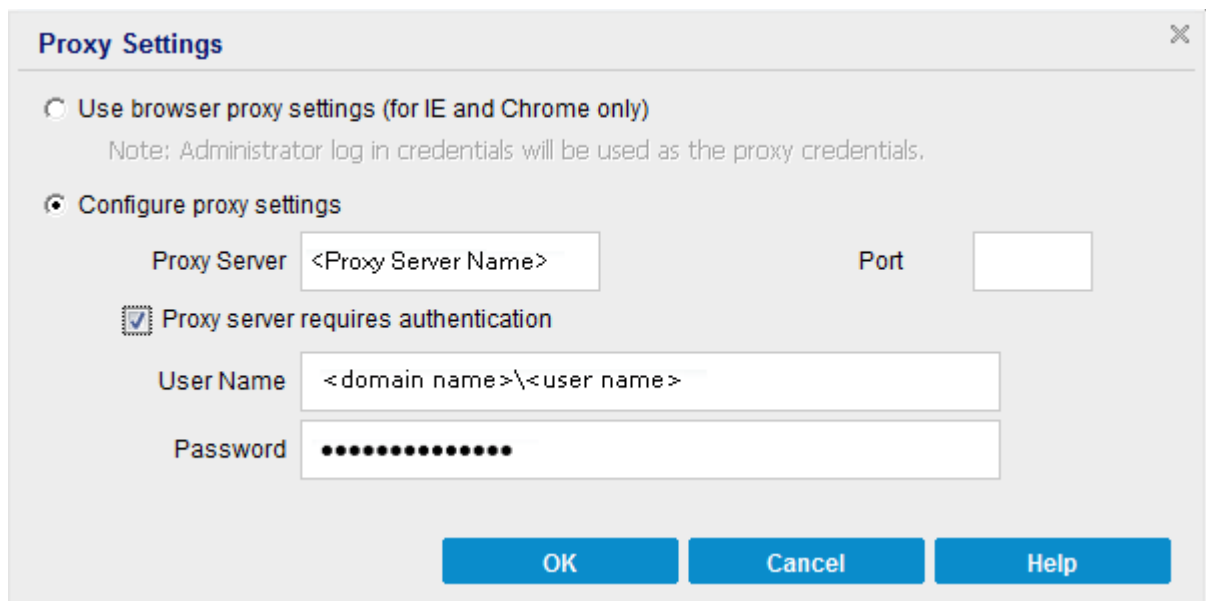 Proxy Settings
Use browser proxy settings (for IE and Chrome only)
Note: Administrator log in credentials will be used as the proxy credentials.
Configure proxy settings
Proxy Server <Proxy Server Name> Port
Proxy server requires authentication
User Name <domain name>\<user name>
Password ••••••••••••••
OK Cancel Help